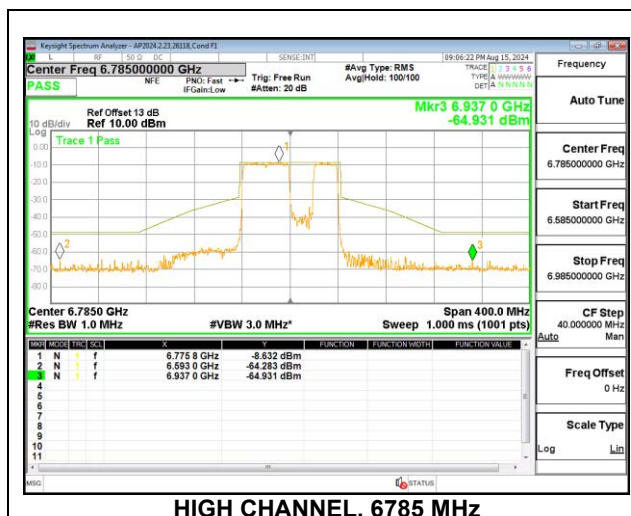 Keysight Spectrum Analyzer - AP2024.2.23,26118,Cond F1
L RF 50 Ω DC SENSE:INT 09:06:22 PM Aug 15, 2024
Center Freq 6.785000000 GHz #Avg Type: RMS TRACE 1 2 3 4 5 6
NFE PNO: Fast Trig: Free Run Avg|Hold: 100/100 TYPE A WWWWW
PASS IFGain:Low #Atten: 20 dB DET A N N N N N
Mkr3 6.937 0 GHz
-64.931 dBm
Ref Offset 13 dB
10 dB/div Ref 10.00 dBm
Log
Trace 1 Pass
0.00
-10.0
-20.0
-30.0
-40.0
-50.0
-60.0
-70.0
-80.0
1
2
3
Center 6.7850 GHz Span 400.0 MHz
#Res BW 1.0 MHz #VBW 3.0 MHz* Sweep 1.000 ms (1001 pts)
MKR MODE TRC SCL X Y FUNCTION FUNCTION WIDTH FUNCTION VALUE
1 N 1 f 6.775 8 GHz -8.632 dBm
2 N 1 f 6.593 0 GHz -64.283 dBm
3 N 1 f 6.937 0 GHz -64.931 dBm
4
5
6
7
8
9
10
11
MSG STATUS
Frequency
Auto Tune
Center Freq
6.785000000 GHz
Start Freq
6.585000000 GHz
Stop Freq
6.985000000 GHz
CF Step
40.000000 MHz
Auto Man
Freq Offset
0 Hz
Scale Type
Log Lin
HIGH CHANNEL, 6785 MHz